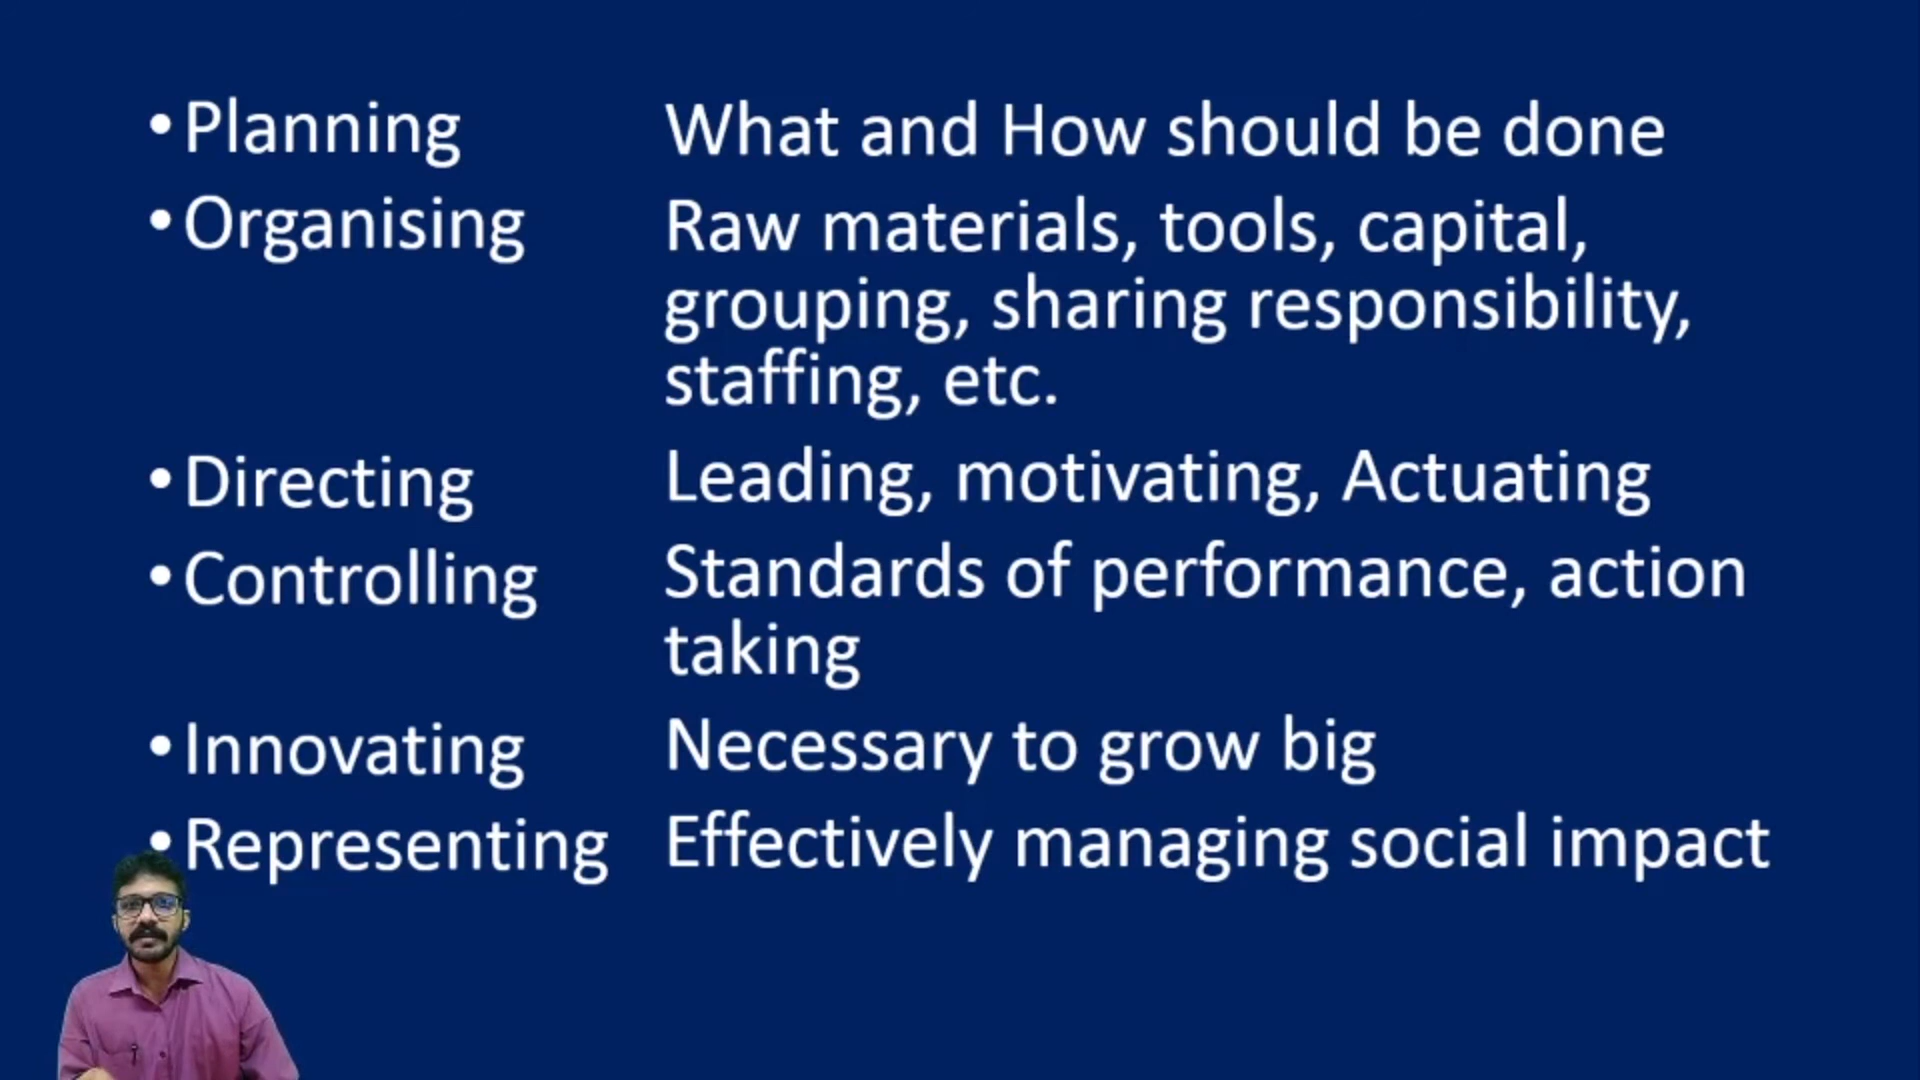 • Planning What and How should be done
• Organising Raw materials, tools, capital,
grouping, sharing responsibility,
staffing, etc.
• Directing Leading, motivating, Actuating
• Controlling Standards of performance, action
taking
• Innovating Necessary to grow big
• Representing Effectively managing social impact